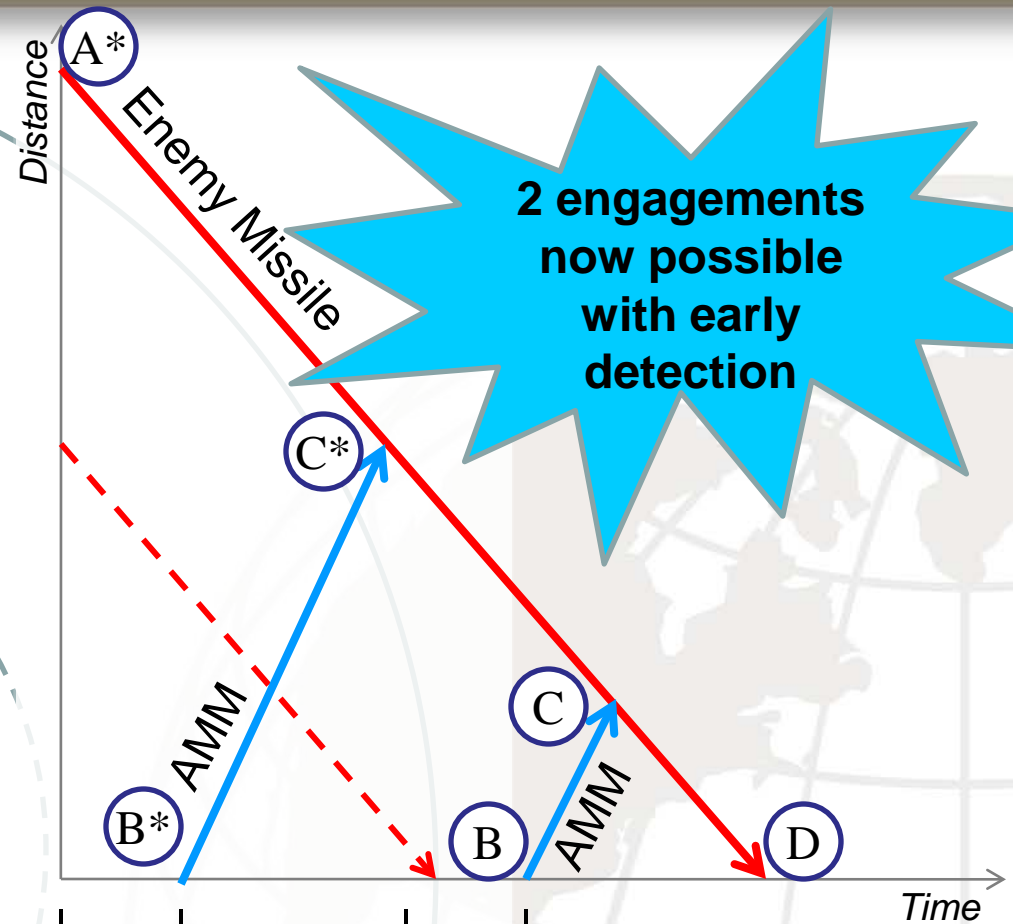 A*
Distance
Enemy Missile
2 engagements
now possible
with early
detection
C*
C
AMM
AMM
B*
B
D
Time